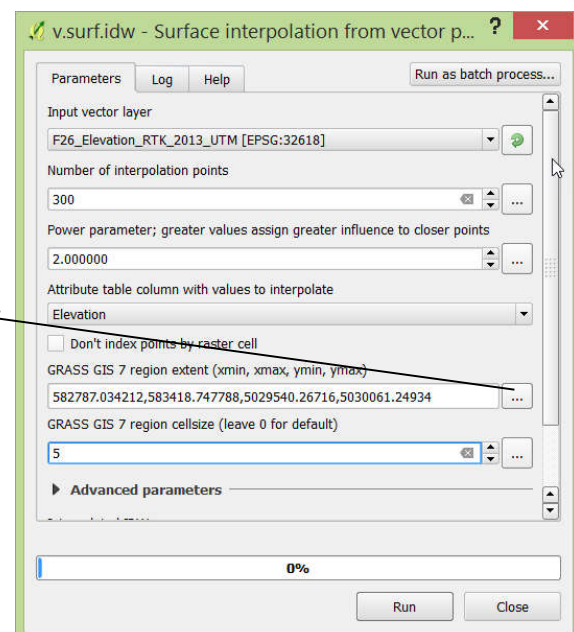 v.surf.idw - Surface interpolation from vector p... ? ×
Parameters Log Help Run as batch process...
Input vector layer
F26_Elevation_RTK_2013_UTM [EPSG:32618]
Number of interpolation points
300 ...
Power parameter; greater values assign greater influence to closer points
2.000000 ...
Attribute table column with values to interpolate
Elevation
Don't index points by raster cell
GRASS GIS 7 region extent (xmin, xmax, ymin, ymax)
582787.034212,583418.747788,5029540.26716,5030061.24934 ...
GRASS GIS 7 region cellsize (leave 0 for default)
5 ...
Advanced parameters
0%
Run Close